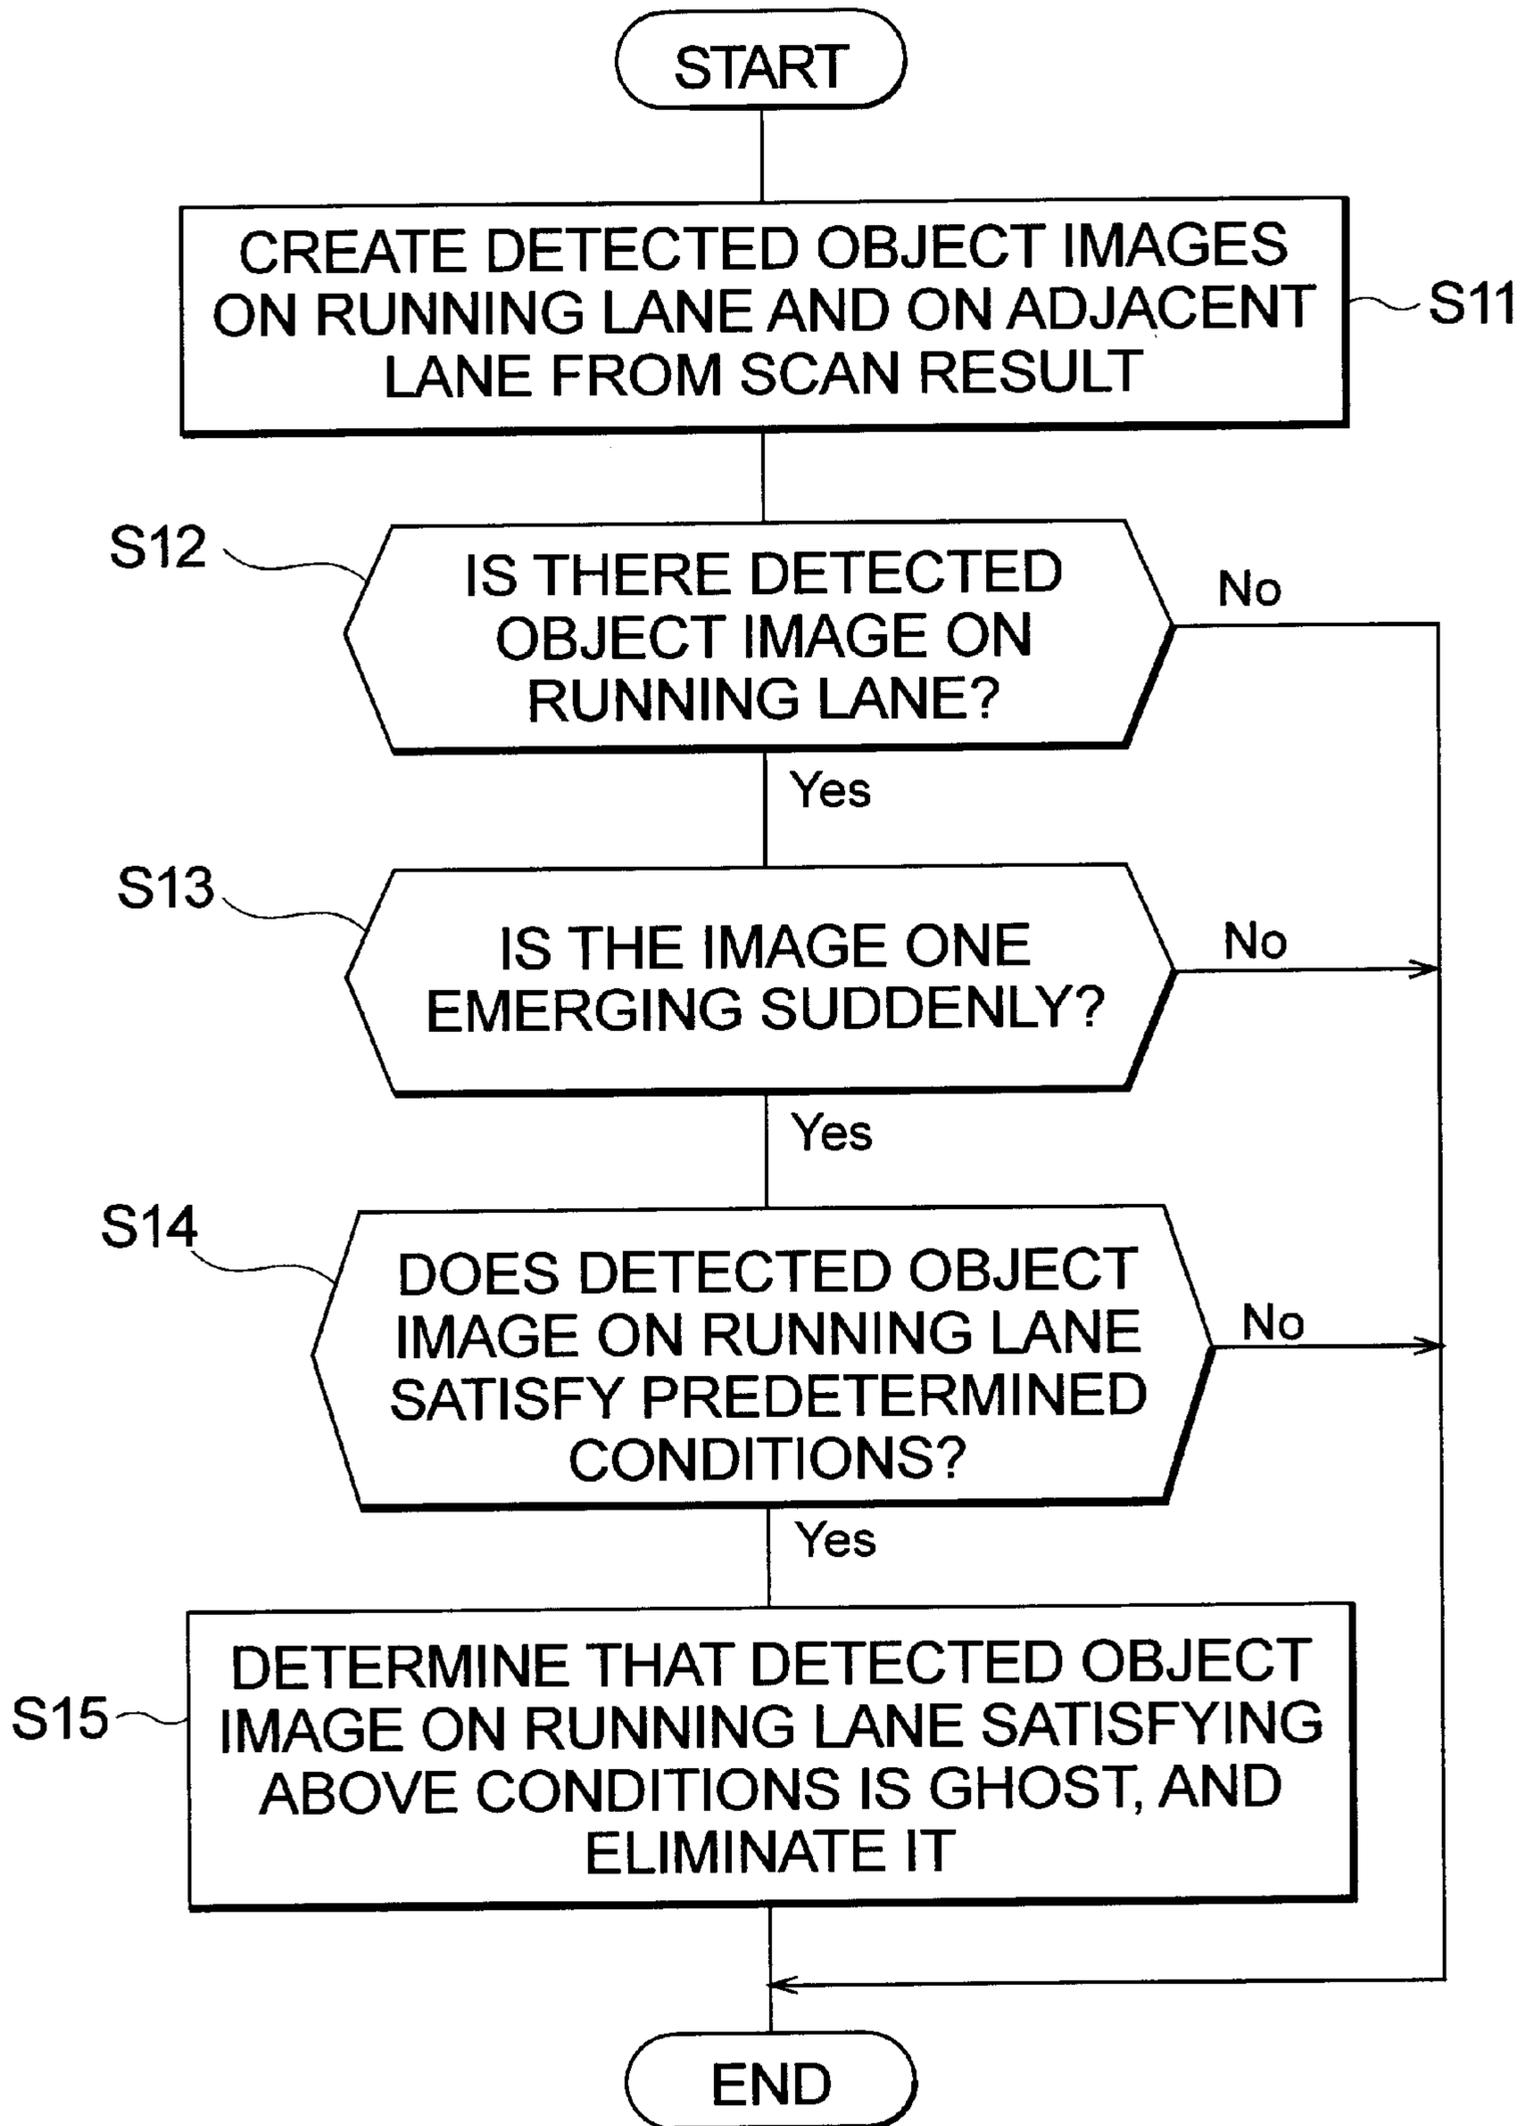 START
CREATE DETECTED OBJECT IMAGES
ON RUNNING LANE AND ON ADJACENT
LANE FROM SCAN RESULT
S11
S12
IS THERE DETECTED
OBJECT IMAGE ON
RUNNING LANE?
No
Yes
S13
IS THE IMAGE ONE
EMERGING SUDDENLY?
No
Yes
S14
DOES DETECTED OBJECT
IMAGE ON RUNNING LANE
SATISFY PREDETERMINED
CONDITIONS?
No
Yes
S15
DETERMINE THAT DETECTED OBJECT
IMAGE ON RUNNING LANE SATISFYING
ABOVE CONDITIONS IS GHOST, AND
ELIMINATE IT
END